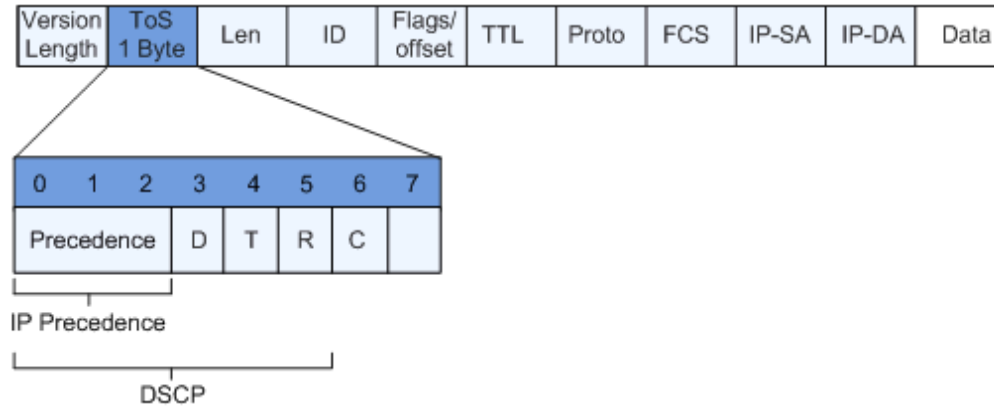 Version Length
ToS 1 Byte
Len
ID
Flags/ offset
TTL
Proto
FCS
IP-SA
IP-DA
Data
0 1 2 3 4 5 6 7
Precedence D T R C
IP Precedence
DSCP